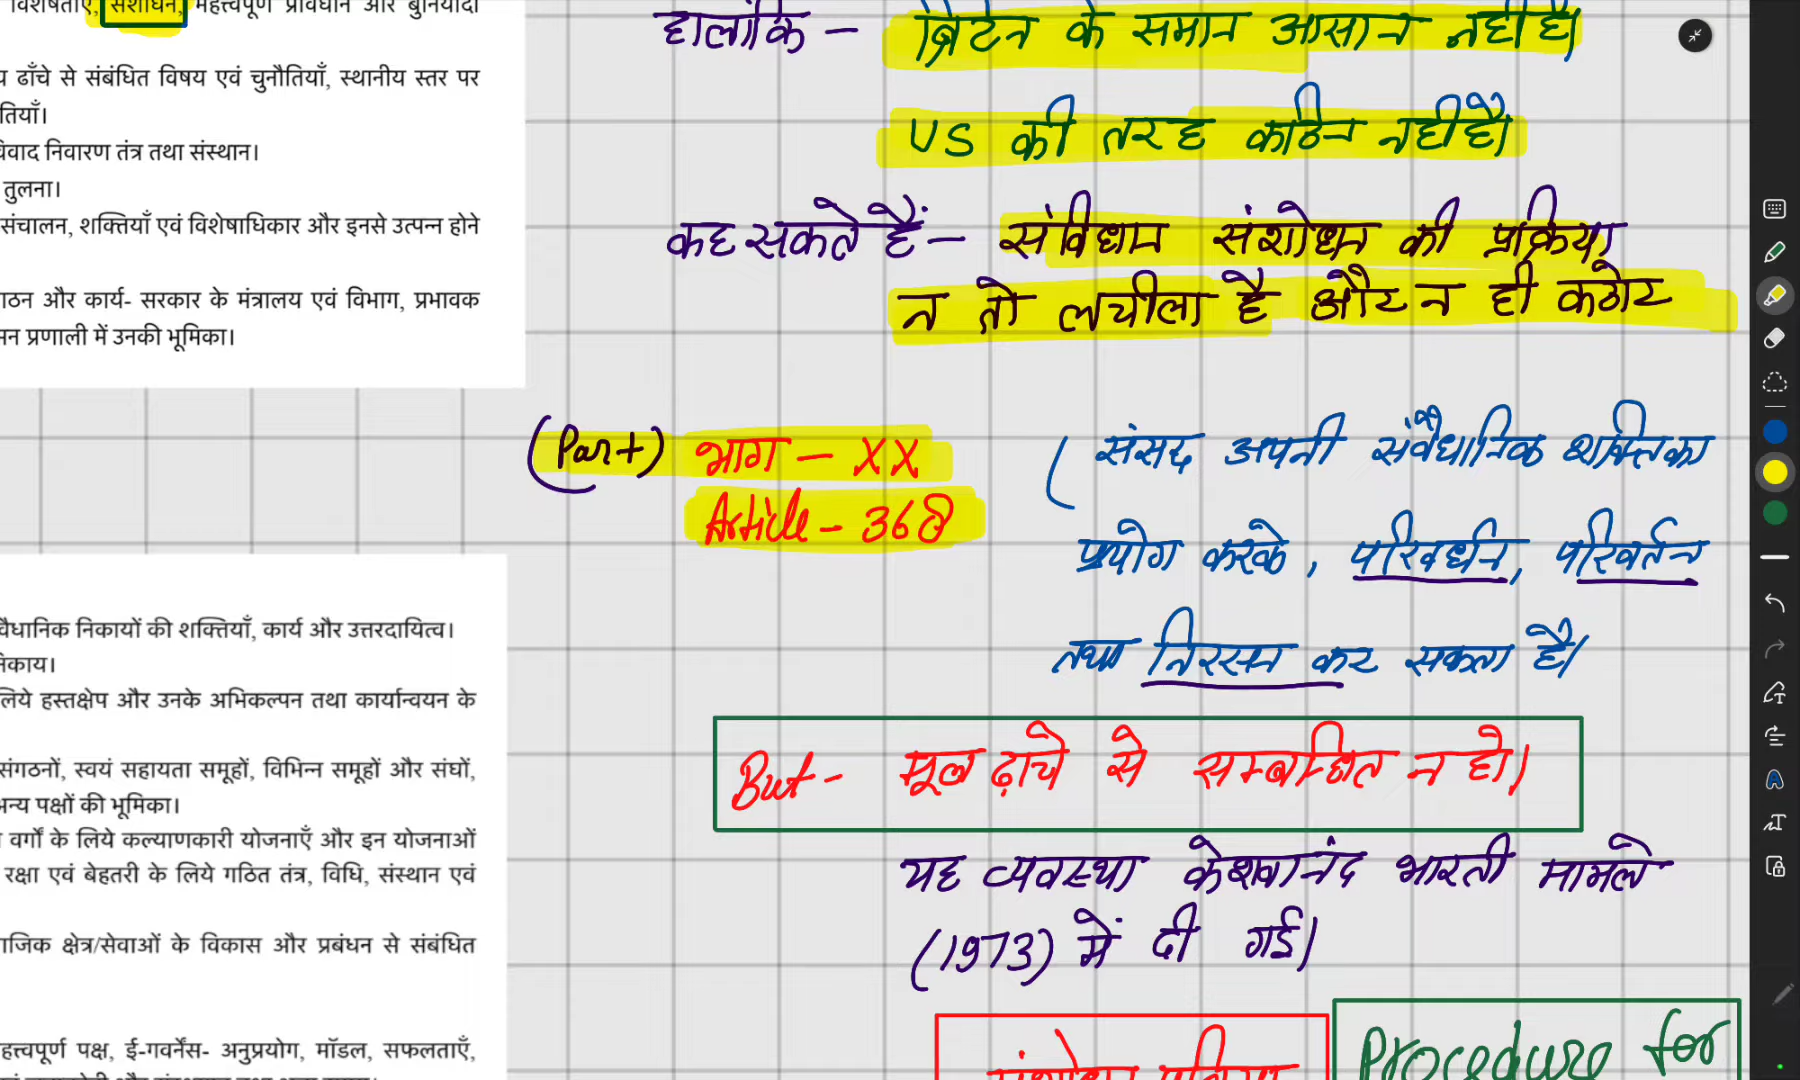 विशेषताएँ, संशोधन, महत्त्वपूर्ण प्रावधान और बुनियादी
ढाँचे से संबंधित विषय एवं चुनौतियाँ, स्थानीय स्तर पर
विवाद निवारण तंत्र तथा संस्थान।
तुलना।
संचालन, शक्तियाँ एवं विशेषाधिकार और इनसे उत्पन्न होने
और कार्य- सरकार के मंत्रालय एवं विभाग, प्रभावक
प्रणाली में उनकी भूमिका।
निकायों की शक्तियाँ, कार्य और उत्तरदायित्व।
लिये हस्तक्षेप और उनके अभिकल्पन तथा कार्यान्वयन के
संगठनों, स्वयं सहायता समूहों, विभिन्न समूहों और संघों,
अन्य पक्षों की भूमिका।
वर्गों के लिये कल्याणकारी योजनाएँ और इन योजनाओं
रक्षा एवं बेहतरी के लिये गठित तंत्र, विधि, संस्थान एवं
क्षेत्र/सेवाओं के विकास और प्रबंधन से संबंधित
पक्ष, ई-गवर्नेंस- अनुप्रयोग, मॉडल, सफलताएँ,
हालांकि – ब्रिटेन के समान आसान नहीं है।
US की तरह कठिन नहीं है।
कह सकते हैं – संविधान संशोधन की प्रक्रिया
न तो लचीला है और न ही कठोर
(Part) भाग – XX
Article – 368
(संसद अपनी संवैधानिक शक्ति का
प्रयोग करके, परिवर्धन, परिवर्तन
तथा निरसन कर सकता है।
But - मूल ढ़ाचे से सम्बन्धित न हो।
यह व्यवस्था केशवानंद भारती मामले
(1973) में दी गई।
Procedure for